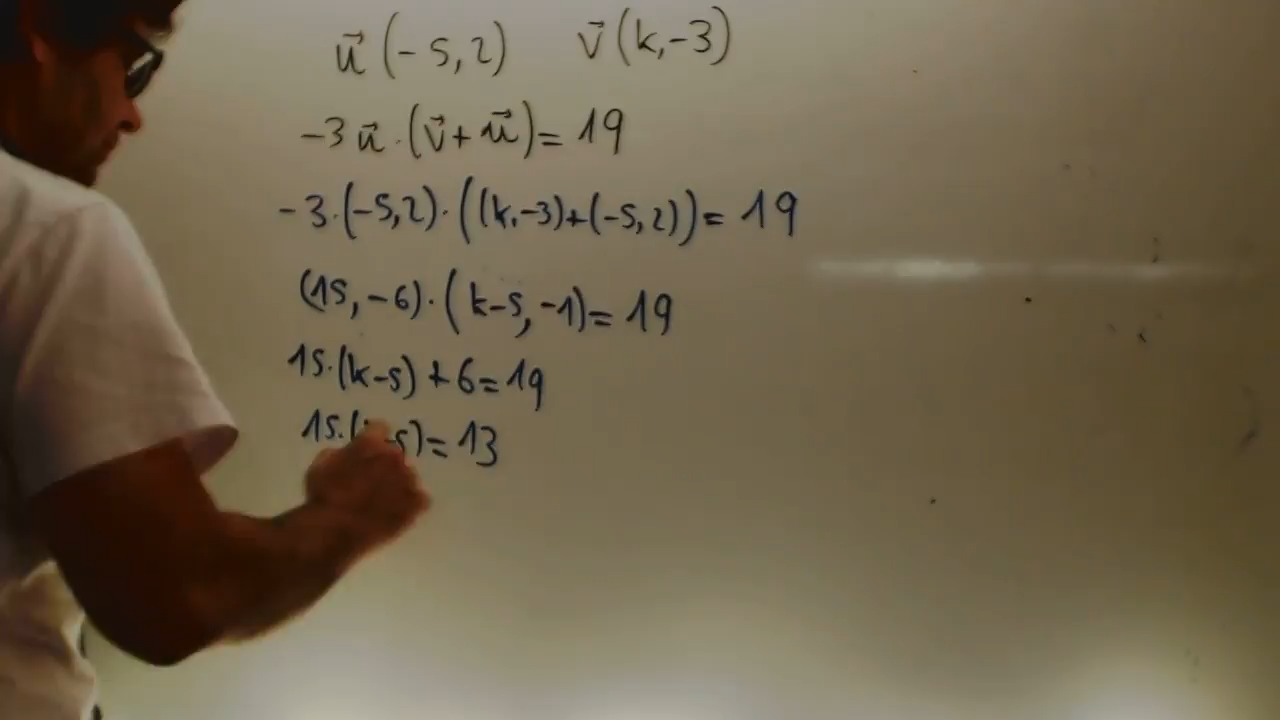 u⃗ (-5,2) v⃗ (k,-3)
-3 u⃗ · (v⃗ + u⃗) = 19
-3·(-5,2)·((k,-3)+(-5,2)) = 19
(15,-6)·(k-5,-1) = 19
15·(k-5) + 6 = 19
15·( -5) = 13